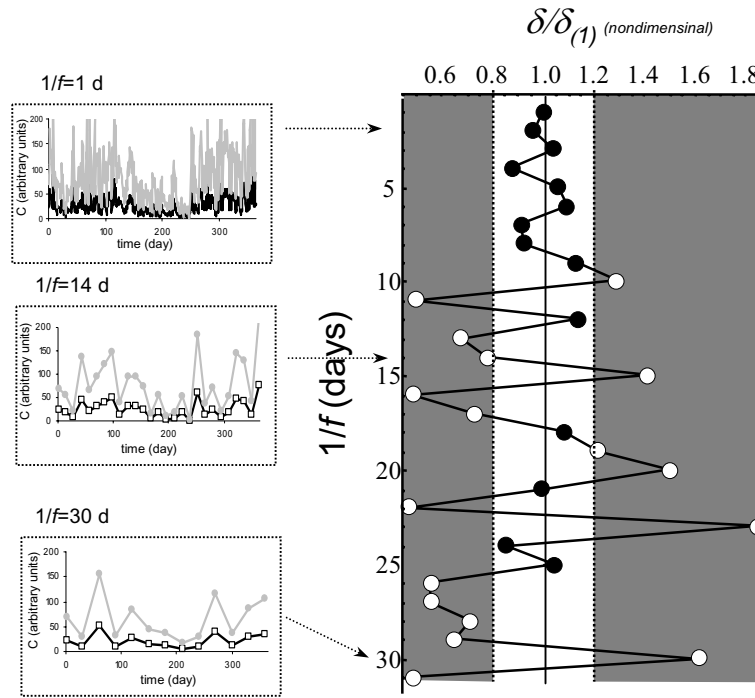 δ/δ(1) (nondimensinal)
0.6 0.8 1.0 1.2 1.4 1.6 1.8
1/f (days)
5
10
15
20
25
30
1/f=1 d
C (arbitrary units)
200
150
100
50
0
0 100 200 300
time (day)
1/f=14 d
C (arbitrary units)
200
150
100
50
0
0 100 200 300
time (day)
1/f=30 d
C (arbitrary units)
200
150
100
50
0
0 100 200 300
time (day)